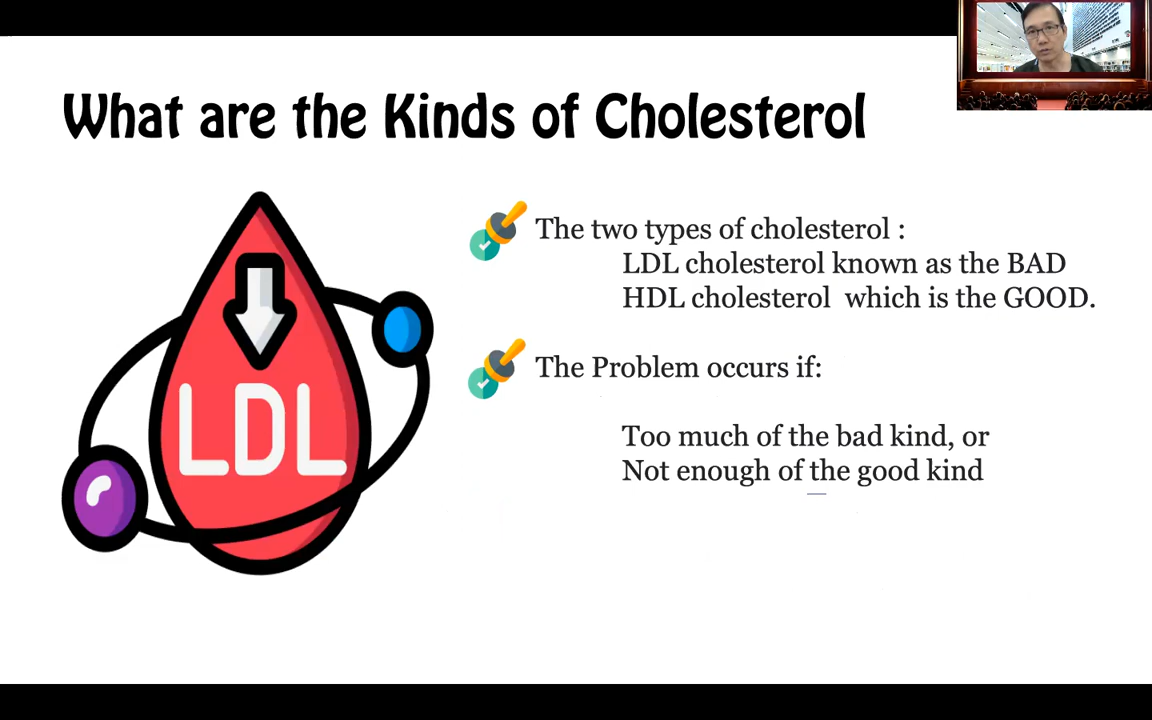 What are the Kinds of Cholesterol
The two types of cholesterol :
LDL cholesterol known as the BAD
HDL cholesterol which is the GOOD.
The Problem occurs if:
Too much of the bad kind, or
Not enough of the good kind
LDL